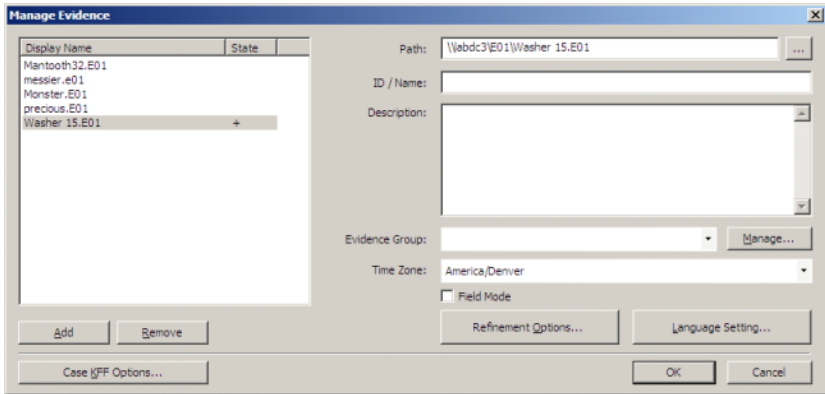 Manage Evidence
Display Name State
Mantooth32.E01
messier.e01
Monster.E01
precious.E01
Washer 15.E01 +
Add Remove
Case KFF Options...
Path: \\labdc3\E01\Washer 15.E01 ...
ID / Name:
Description:
Evidence Group: Manage...
Time Zone: America/Denver
Field Mode
Refinement Options... Language Setting...
OK Cancel